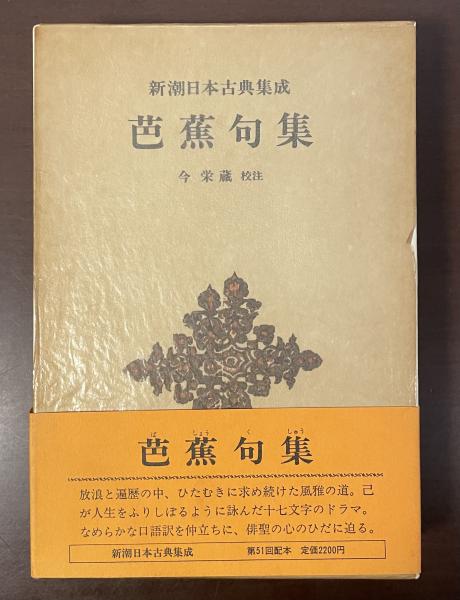 新潮日本古典集成
芭蕉句集
今栄蔵 校注
ば しょう く しゅう
芭蕉句集
放浪と遍歴の中、ひたむきに求め続けた風雅の道。己
が人生をふりしぼるように詠んだ十七文字のドラマ。
なめらかな口語訳を仲立ちに、俳聖の心のひだに迫る。
新潮日本古典集成 第51回配本 定価2200円